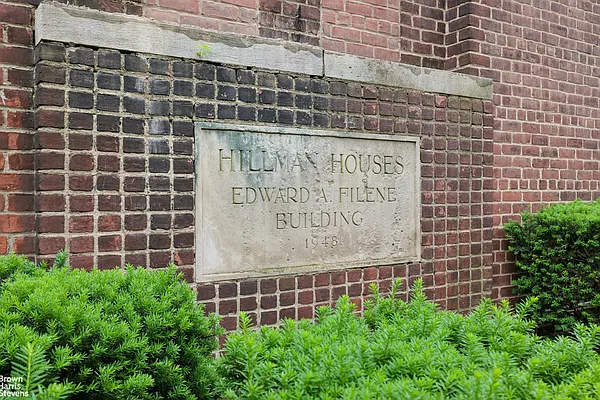 HILLMAN HOUSES
EDWARD A. FILENE
BUILDING
1948
Brown
Harris
Stevens